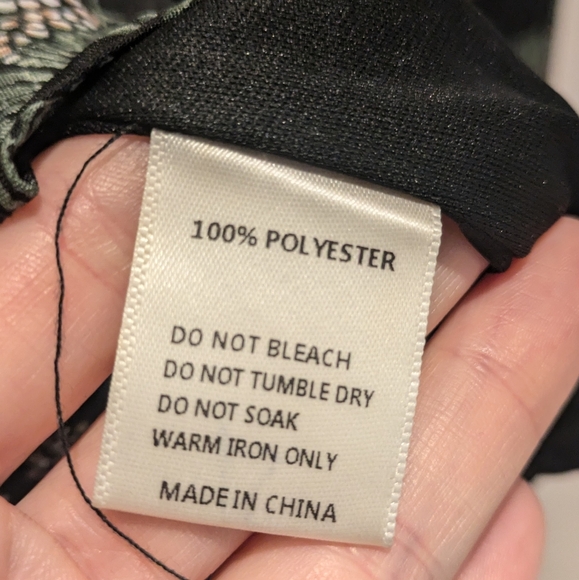 100% POLYESTER
DO NOT BLEACH
DO NOT TUMBLE DRY
DO NOT SOAK
WARM IRON ONLY
MADE IN CHINA